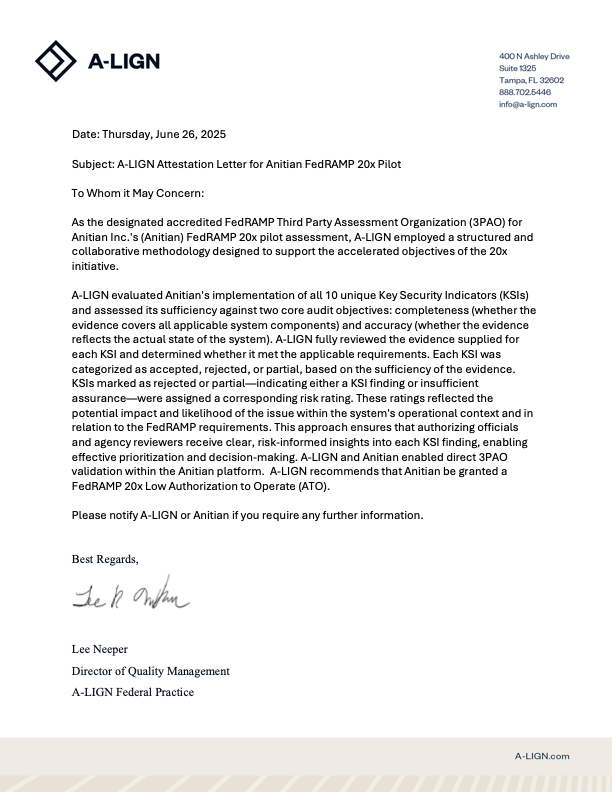 A-LIGN
400 N Ashley Drive
Suite 1325
Tampa, FL 32602
888.702.5446
info@a-lign.com
Date: Thursday, June 26, 2025
Subject: A-LIGN Attestation Letter for Anitian FedRAMP 20x Pilot
To Whom it May Concern:
As the designated accredited FedRAMP Third Party Assessment Organization (3PAO) for
Anitian Inc.'s (Anitian) FedRAMP 20x pilot assessment, A-LIGN employed a structured and
collaborative methodology designed to support the accelerated objectives of the 20x
initiative.
A-LIGN evaluated Anitian's implementation of all 10 unique Key Security Indicators (KSIs)
and assessed its sufficiency against two core audit objectives: completeness (whether the
evidence covers all applicable system components) and accuracy (whether the evidence
reflects the actual state of the system). A-LIGN fully reviewed the evidence supplied for
each KSI and determined whether it met the applicable requirements. Each KSI was
categorized as accepted, rejected, or partial, based on the sufficiency of the evidence.
KSIs marked as rejected or partial—indicating either a KSI finding or insufficient
assurance—were assigned a corresponding risk rating. These ratings reflected the
potential impact and likelihood of the issue within the system's operational context and in
relation to the FedRAMP requirements. This approach ensures that authorizing officials
and agency reviewers receive clear, risk-informed insights into each KSI finding, enabling
effective prioritization and decision-making. A-LIGN and Anitian enabled direct 3PAO
validation within the Anitian platform.  A-LIGN recommends that Anitian be granted a
FedRAMP 20x Low Authorization to Operate (ATO).
Please notify A-LIGN or Anitian if you require any further information.
Best Regards,
Lee Neeper
Director of Quality Management
A-LIGN Federal Practice
A-LIGN.com